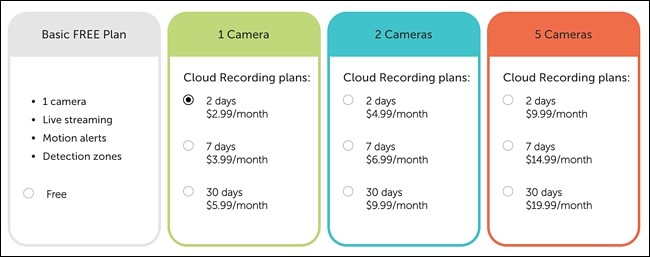 Basic FREE Plan
• 1 camera
• Live streaming
• Motion alerts
• Detection zones
Free
1 Camera
Cloud Recording plans:
2 days
$2.99/month
7 days
$3.99/month
30 days
$5.99/month
2 Cameras
Cloud Recording plans:
2 days
$4.99/month
7 days
$6.99/month
30 days
$9.99/month
5 Cameras
Cloud Recording plans:
2 days
$9.99/month
7 days
$14.99/month
30 days
$19.99/month